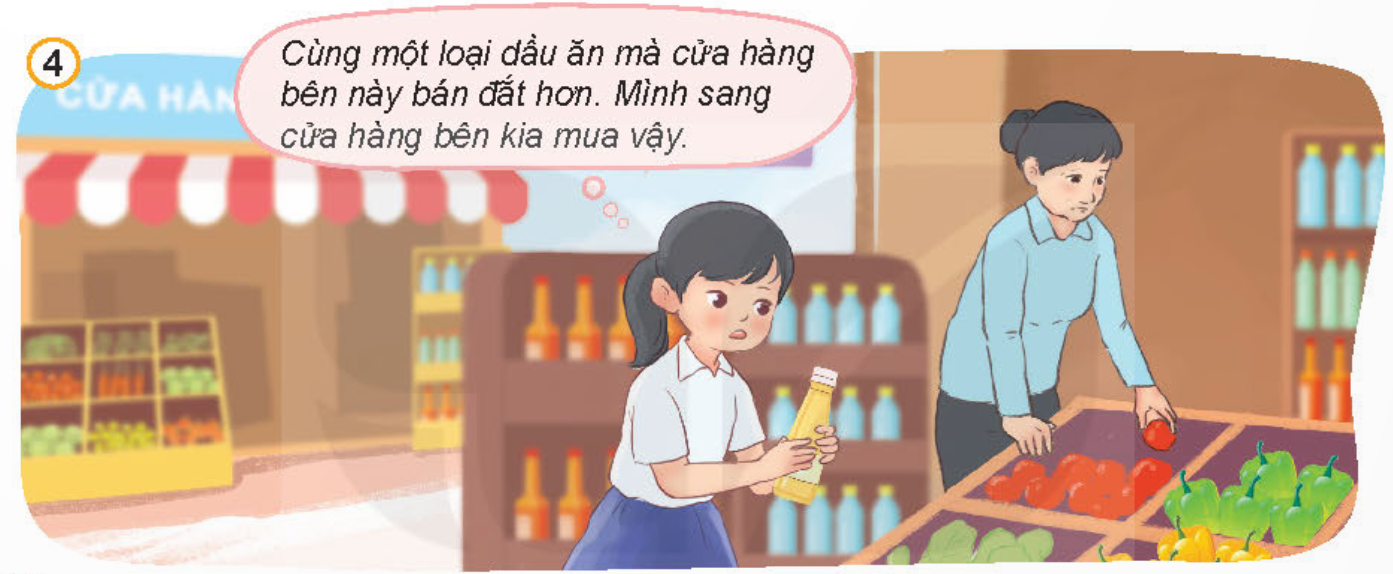 4
CỬA HÀN
Cùng một loại dầu ăn mà cửa hàng
bên này bán đắt hơn. Mình sang
cửa hàng bên kia mua vậy.